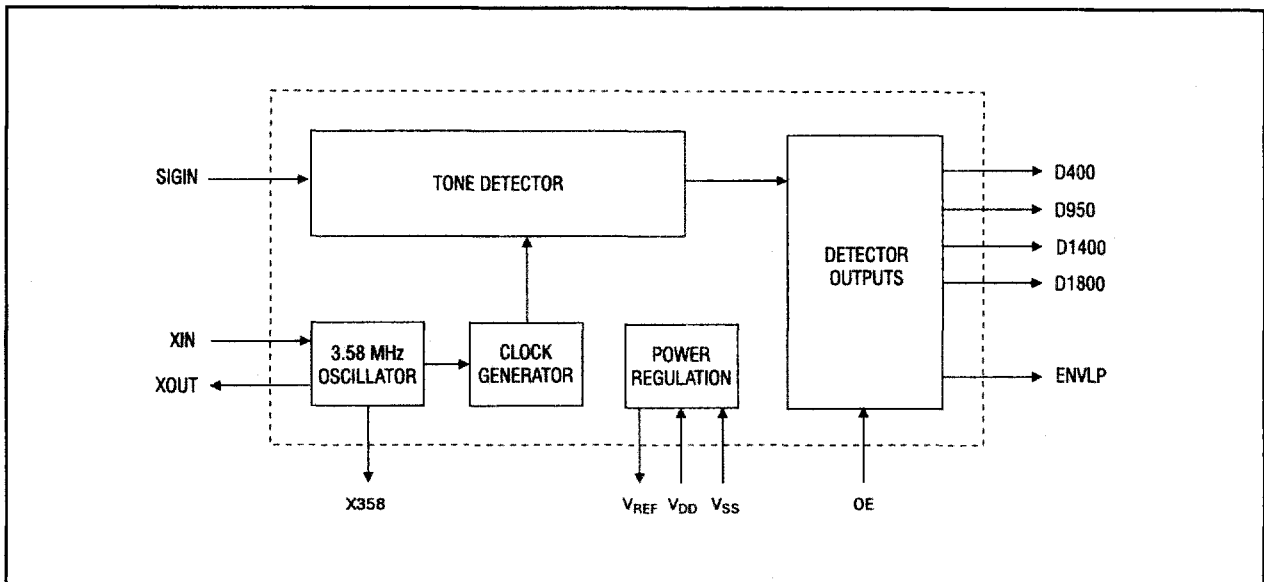 SIGIN
TONE DETECTOR
D400
D950
D1400
D1800
DETECTOR
OUTPUTS
XIN
XOUT
3.58 MHz
OSCILLATOR
CLOCK
GENERATOR
POWER
REGULATION
ENVLP
X358
VREF
VDD
VSS
OE